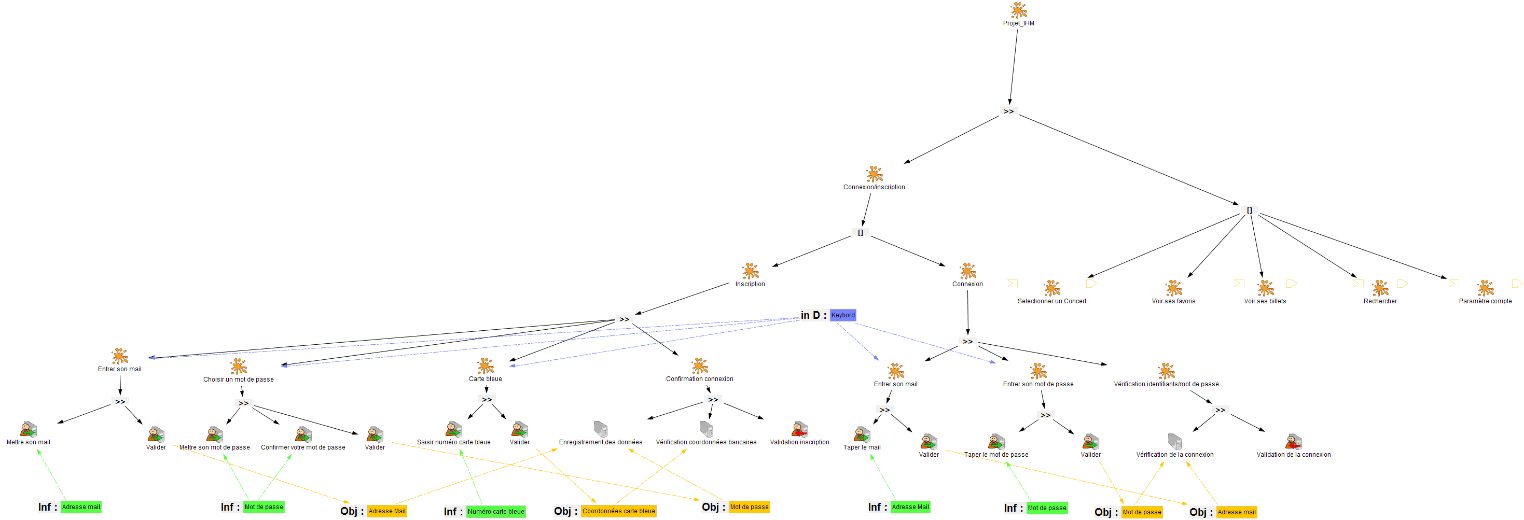 Projet_IHM
>>
Connexion/inscription
[]
[]
Inscription
Connexion
Selectionner un Concert
Voir ses favoris
Voir ses billets
Rechercher
Paramètre compte
>>
in D : Keybord
>>
Entrer son mail
Choisir un mot de passe
Carte bleue
Confirmation connexion
Entrer son mail
Entrer son mot de passe
Vérification identifiants/mot de passe
>>
>>
>>
>>
>>
>>
>>
Mettre son mail
Valider
Mettre son mot de passe
Confirmer votre mot de passe
Valider
Saisir numéro carte bleue
Valider
Enregistrement des données
Vérification coordonnées bancaires
Validation inscription
Taper le mail
Valider
Taper le mot de passe
Valider
Vérification de la connexion
Validation de la connexion
Inf : Adresse mail
Inf : Mot de passe
Obj : Adresse Mail
Inf : Numéro carte bleue
Obj : Coordonnées carte bleue
Obj : Mot de passe
Inf : Adresse Mail
Inf : Mot de passe
Obj : Mot de passe
Obj : Adresse mail